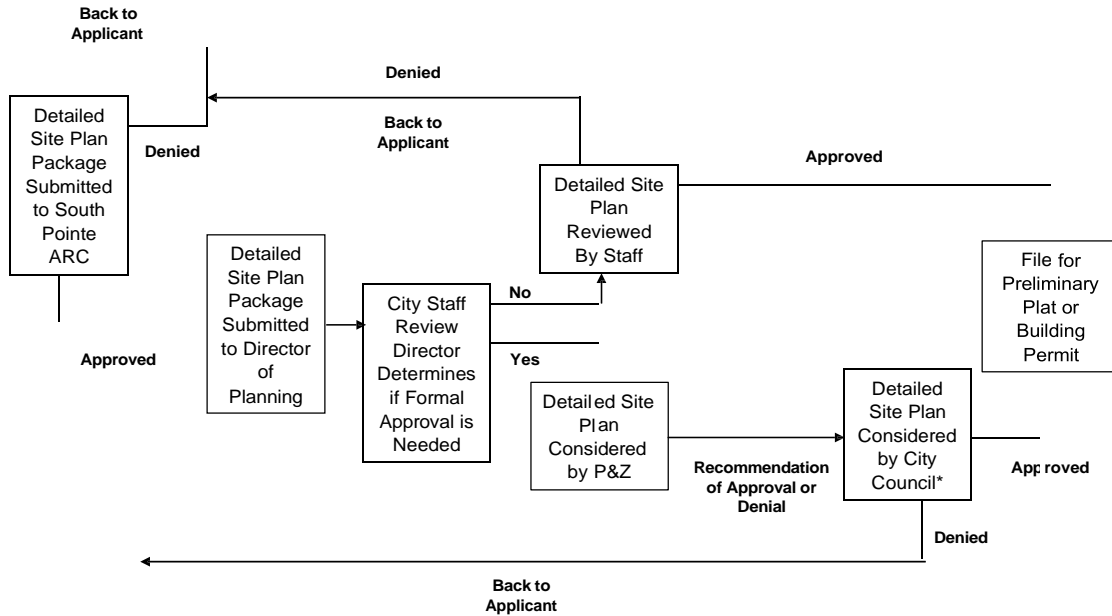 Back to
Applicant
Denied
Back to
Applicant
Detailed
Site Plan
Package
Submitted
to South
Pointe
ARC
Denied
Approved
Detailed Site
Plan
Reviewed
By Staff
Approved
Detailed
Site Plan
Package
Submitted
to Director
of
Planning
City Staff
Review
Director
Determines
if Formal
Approval is
Needed
No
Yes
File for
Preliminary
Plat or
Building
Permit
Detailed Site
Plan
Considered
by P&Z
Recommendation
of Approval or
Denial
Detailed
Site Plan
Considered
by City
Council*
Approved
Denied
Back to
Applicant